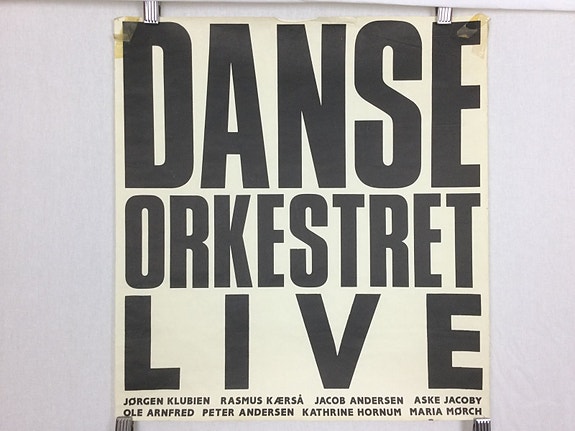 DANSE
ORKESTRET
LIVE
JØRGEN KLUBIEN RASMUS KÆRSÅ JACOB ANDERSEN ASKE JACOBY
OLE ARNFRED PETER ANDERSEN KATHRINE HORNUM MARIA MØRCH